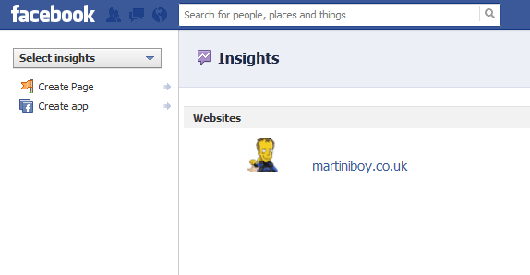 facebook
Search for people, places and things
Select insights
Insights
Create Page
Create app
Websites
martiniboy.co.uk